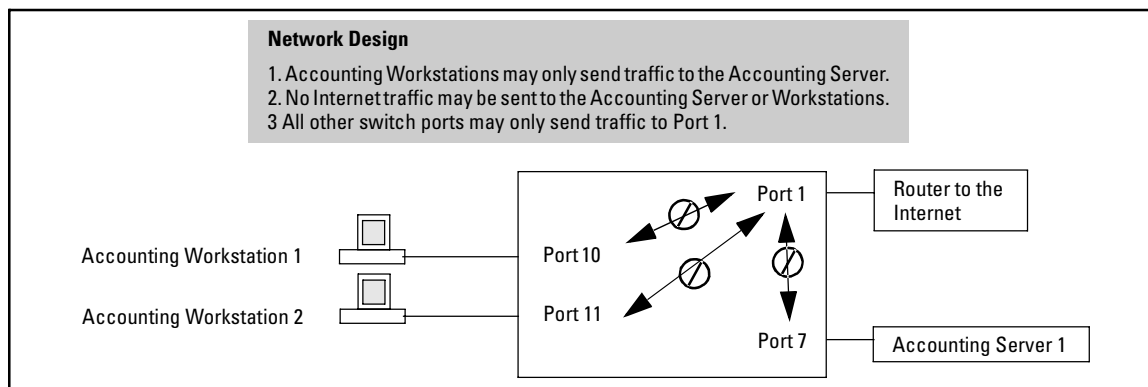 Network Design
1. Accounting Workstations may only send traffic to the Accounting Server.
2. No Internet traffic may be sent to the Accounting Server or Workstations.
3 All other switch ports may only send traffic to Port 1.
Port 1
Router to the
Internet
Accounting Workstation 1
Port 10
Accounting Workstation 2
Port 11
Port 7
Accounting Server 1